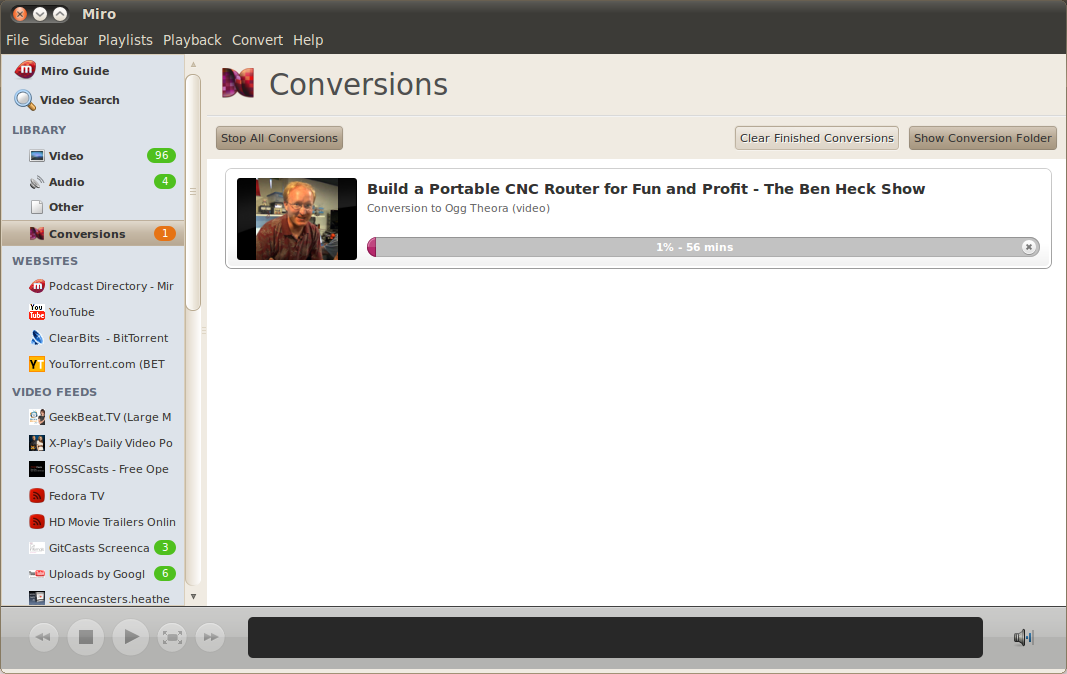 Miro
File Sidebar Playlists Playback Convert Help
Miro Guide
Video Search
LIBRARY
Video 96
Audio 4
Other
Conversions 1
WEBSITES
Podcast Directory - Mir
YouTube
ClearBits - BitTorrent
YouTorrent.com (BET
VIDEO FEEDS
GeekBeat.TV (Large M
X-Play's Daily Video Po
FOSSCasts - Free Ope
Fedora TV
HD Movie Trailers Onlin
GitCasts Screenca 3
Uploads by Googl 6
screencasters.heathe
Conversions
Stop All Conversions Clear Finished Conversions Show Conversion Folder
Build a Portable CNC Router for Fun and Profit - The Ben Heck Show
Conversion to Ogg Theora (video)
1% - 56 mins